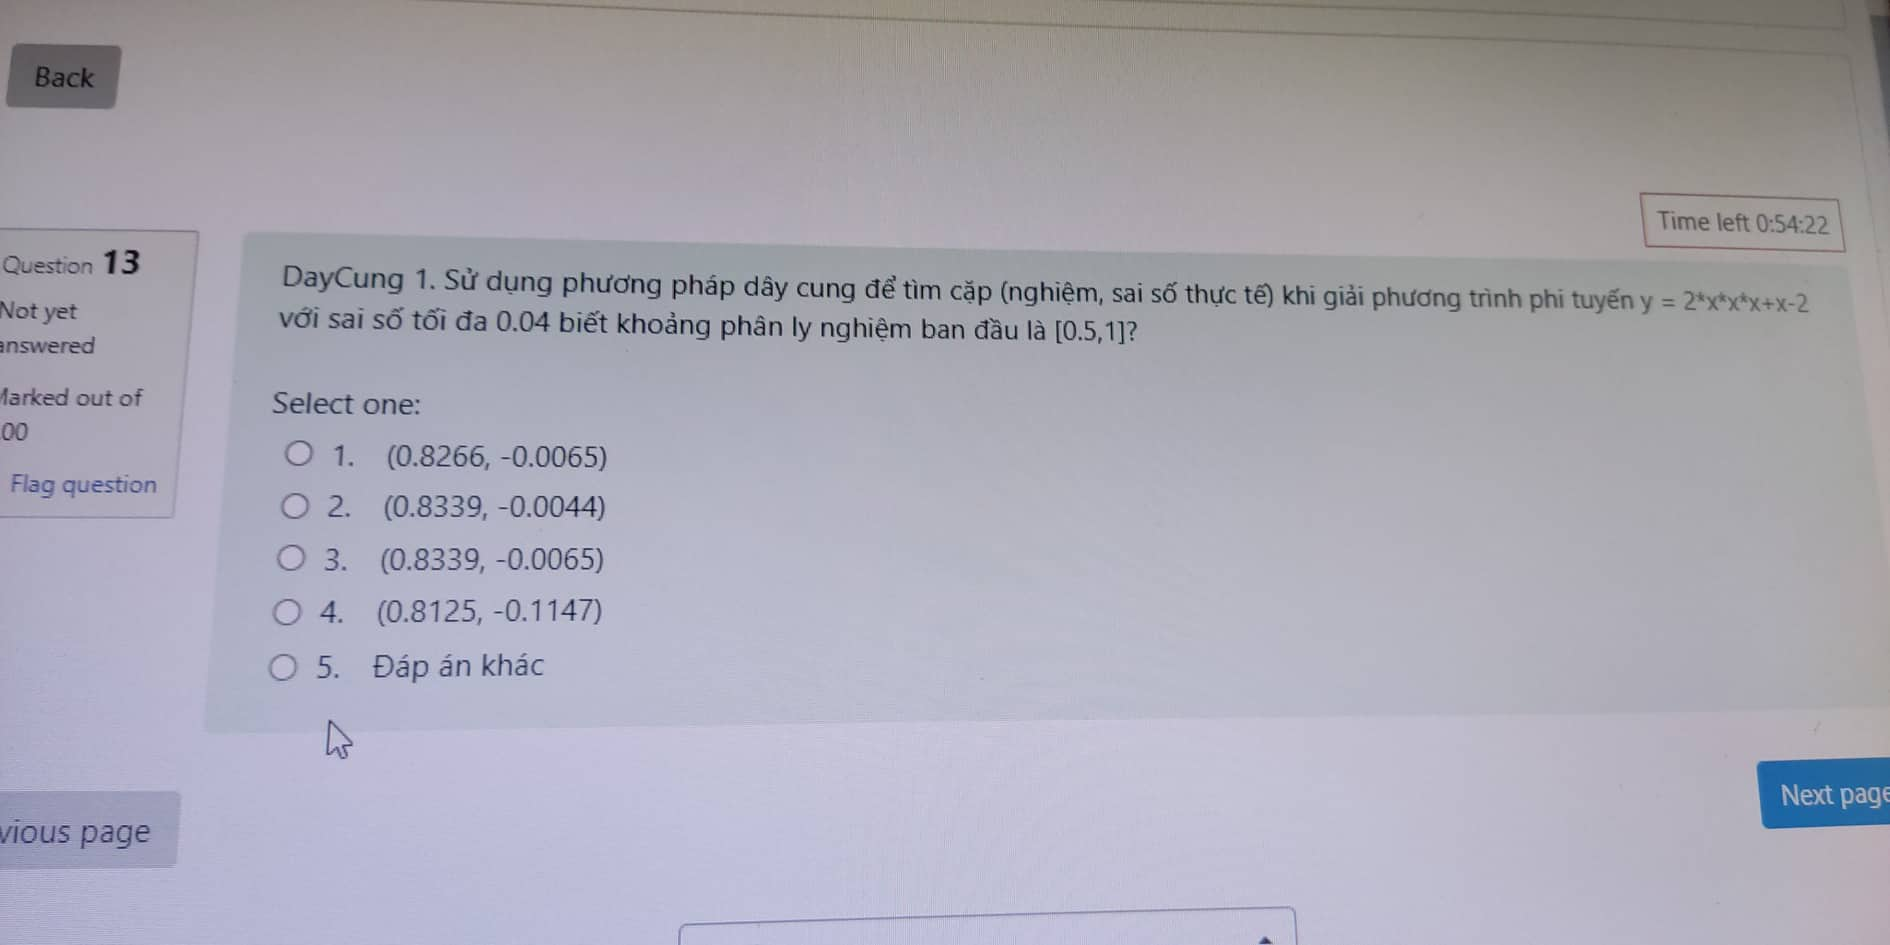 Back
Time left 0:54:22
Question 13
Not yet
answered
Marked out of
.00
Flag question
DayCung 1. Sử dụng phương pháp dây cung để tìm cặp (nghiệm, sai số thực tế) khi giải phương trình phi tuyến y = 2*x*x*x+x-2
với sai số tối đa 0.04 biết khoảng phân ly nghiệm ban đầu là [0.5,1]?
Select one:
1. (0.8266, -0.0065)
2. (0.8339, -0.0044)
3. (0.8339, -0.0065)
4. (0.8125, -0.1147)
5. Đáp án khác
vious page
Next page